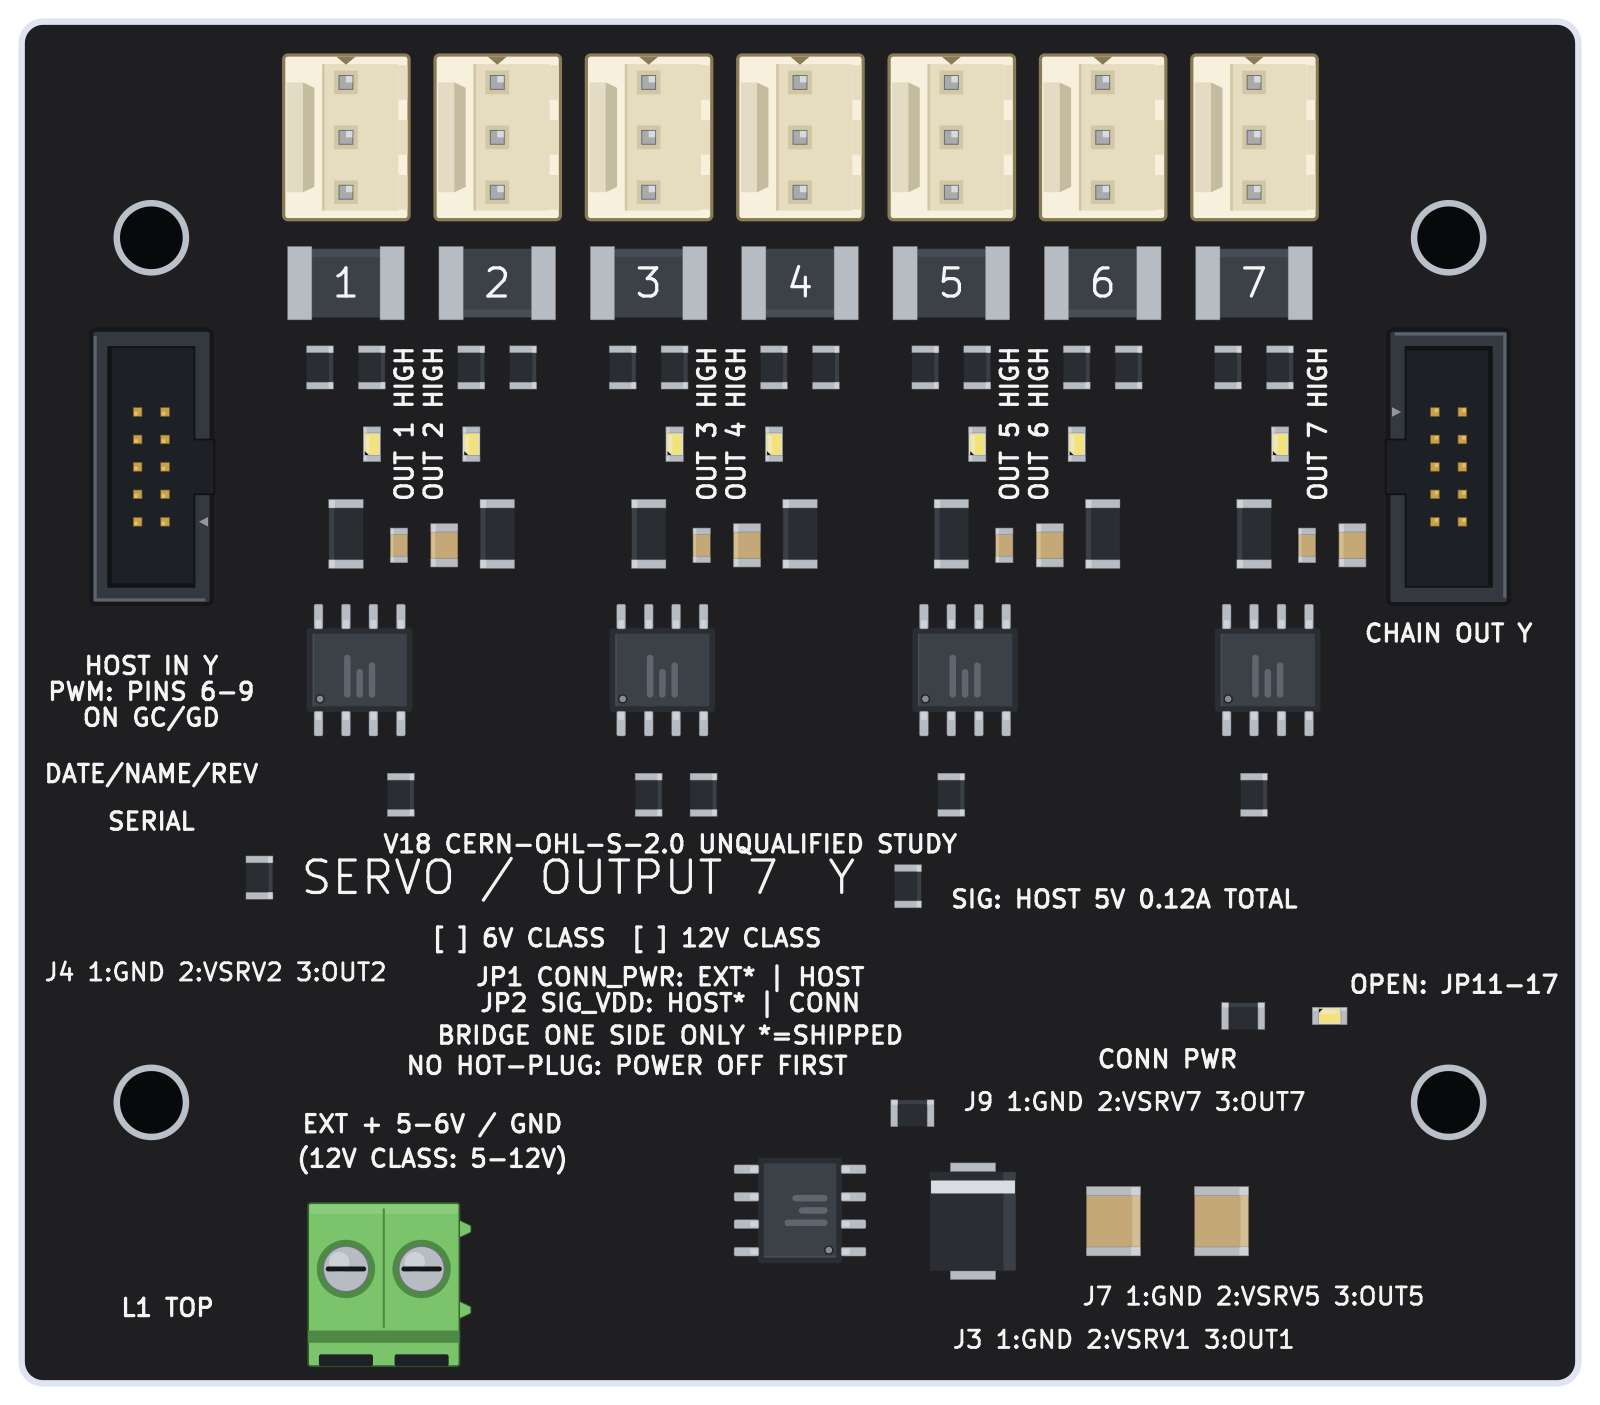 1 2 3 4 5 6 7
OUT 1 HIGH
OUT 2 HIGH
OUT 3 HIGH
OUT 4 HIGH
OUT 5 HIGH
OUT 6 HIGH
OUT 7 HIGH
CHAIN OUT Y
HOST IN Y
PWM: PINS 6-9
ON GC/GD
DATE/NAME/REV
SERIAL
V18 CERN-OHL-S-2.0 UNQUALIFIED STUDY
SERVO / OUTPUT 7 Y
SIG: HOST 5V 0.12A TOTAL
[ ] 6V CLASS [ ] 12V CLASS
J4 1:GND 2:VSRV2 3:OUT2
JP1 CONN_PWR: EXT* | HOST
JP2 SIG_VDD: HOST* | CONN
BRIDGE ONE SIDE ONLY *=SHIPPED
NO HOT-PLUG: POWER OFF FIRST
OPEN: JP11-17
CONN PWR
J9 1:GND 2:VSRV7 3:OUT7
EXT + 5-6V / GND
(12V CLASS: 5-12V)
L1 TOP
J7 1:GND 2:VSRV5 3:OUT5
J3 1:GND 2:VSRV1 3:OUT1